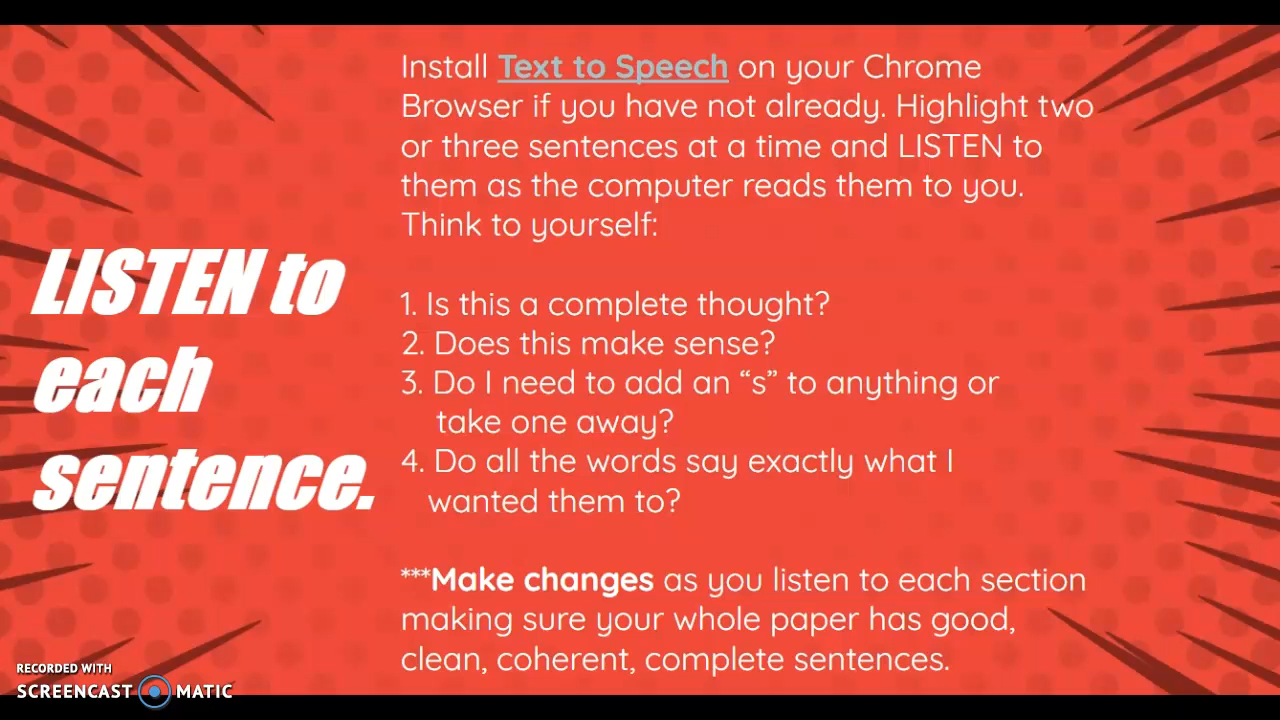 LISTEN to
each
sentence.
Install Text to Speech on your Chrome
Browser if you have not already. Highlight two
or three sentences at a time and LISTEN to
them as the computer reads them to you.
Think to yourself:
1. Is this a complete thought?
2. Does this make sense?
3. Do I need to add an “s” to anything or
take one away?
4. Do all the words say exactly what I
wanted them to?
***Make changes as you listen to each section
making sure your whole paper has good,
clean, coherent, complete sentences.
RECORDED WITH
SCREENCAST MATIC